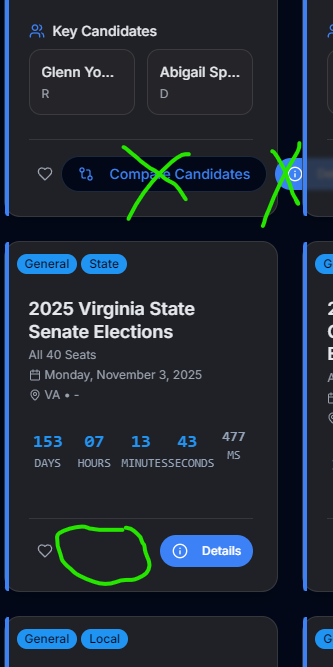 Key Candidates
Glenn Yo...
Abigail Sp...
R
D
Compare Candidates
General
State
2025 Virginia State
Senate Elections
All 40 Seats
Monday, November 3, 2025
VA • -
153
07
13
43
477
DAYS
HOURS
MINUTES
SECONDS
MS
Details
General
Local